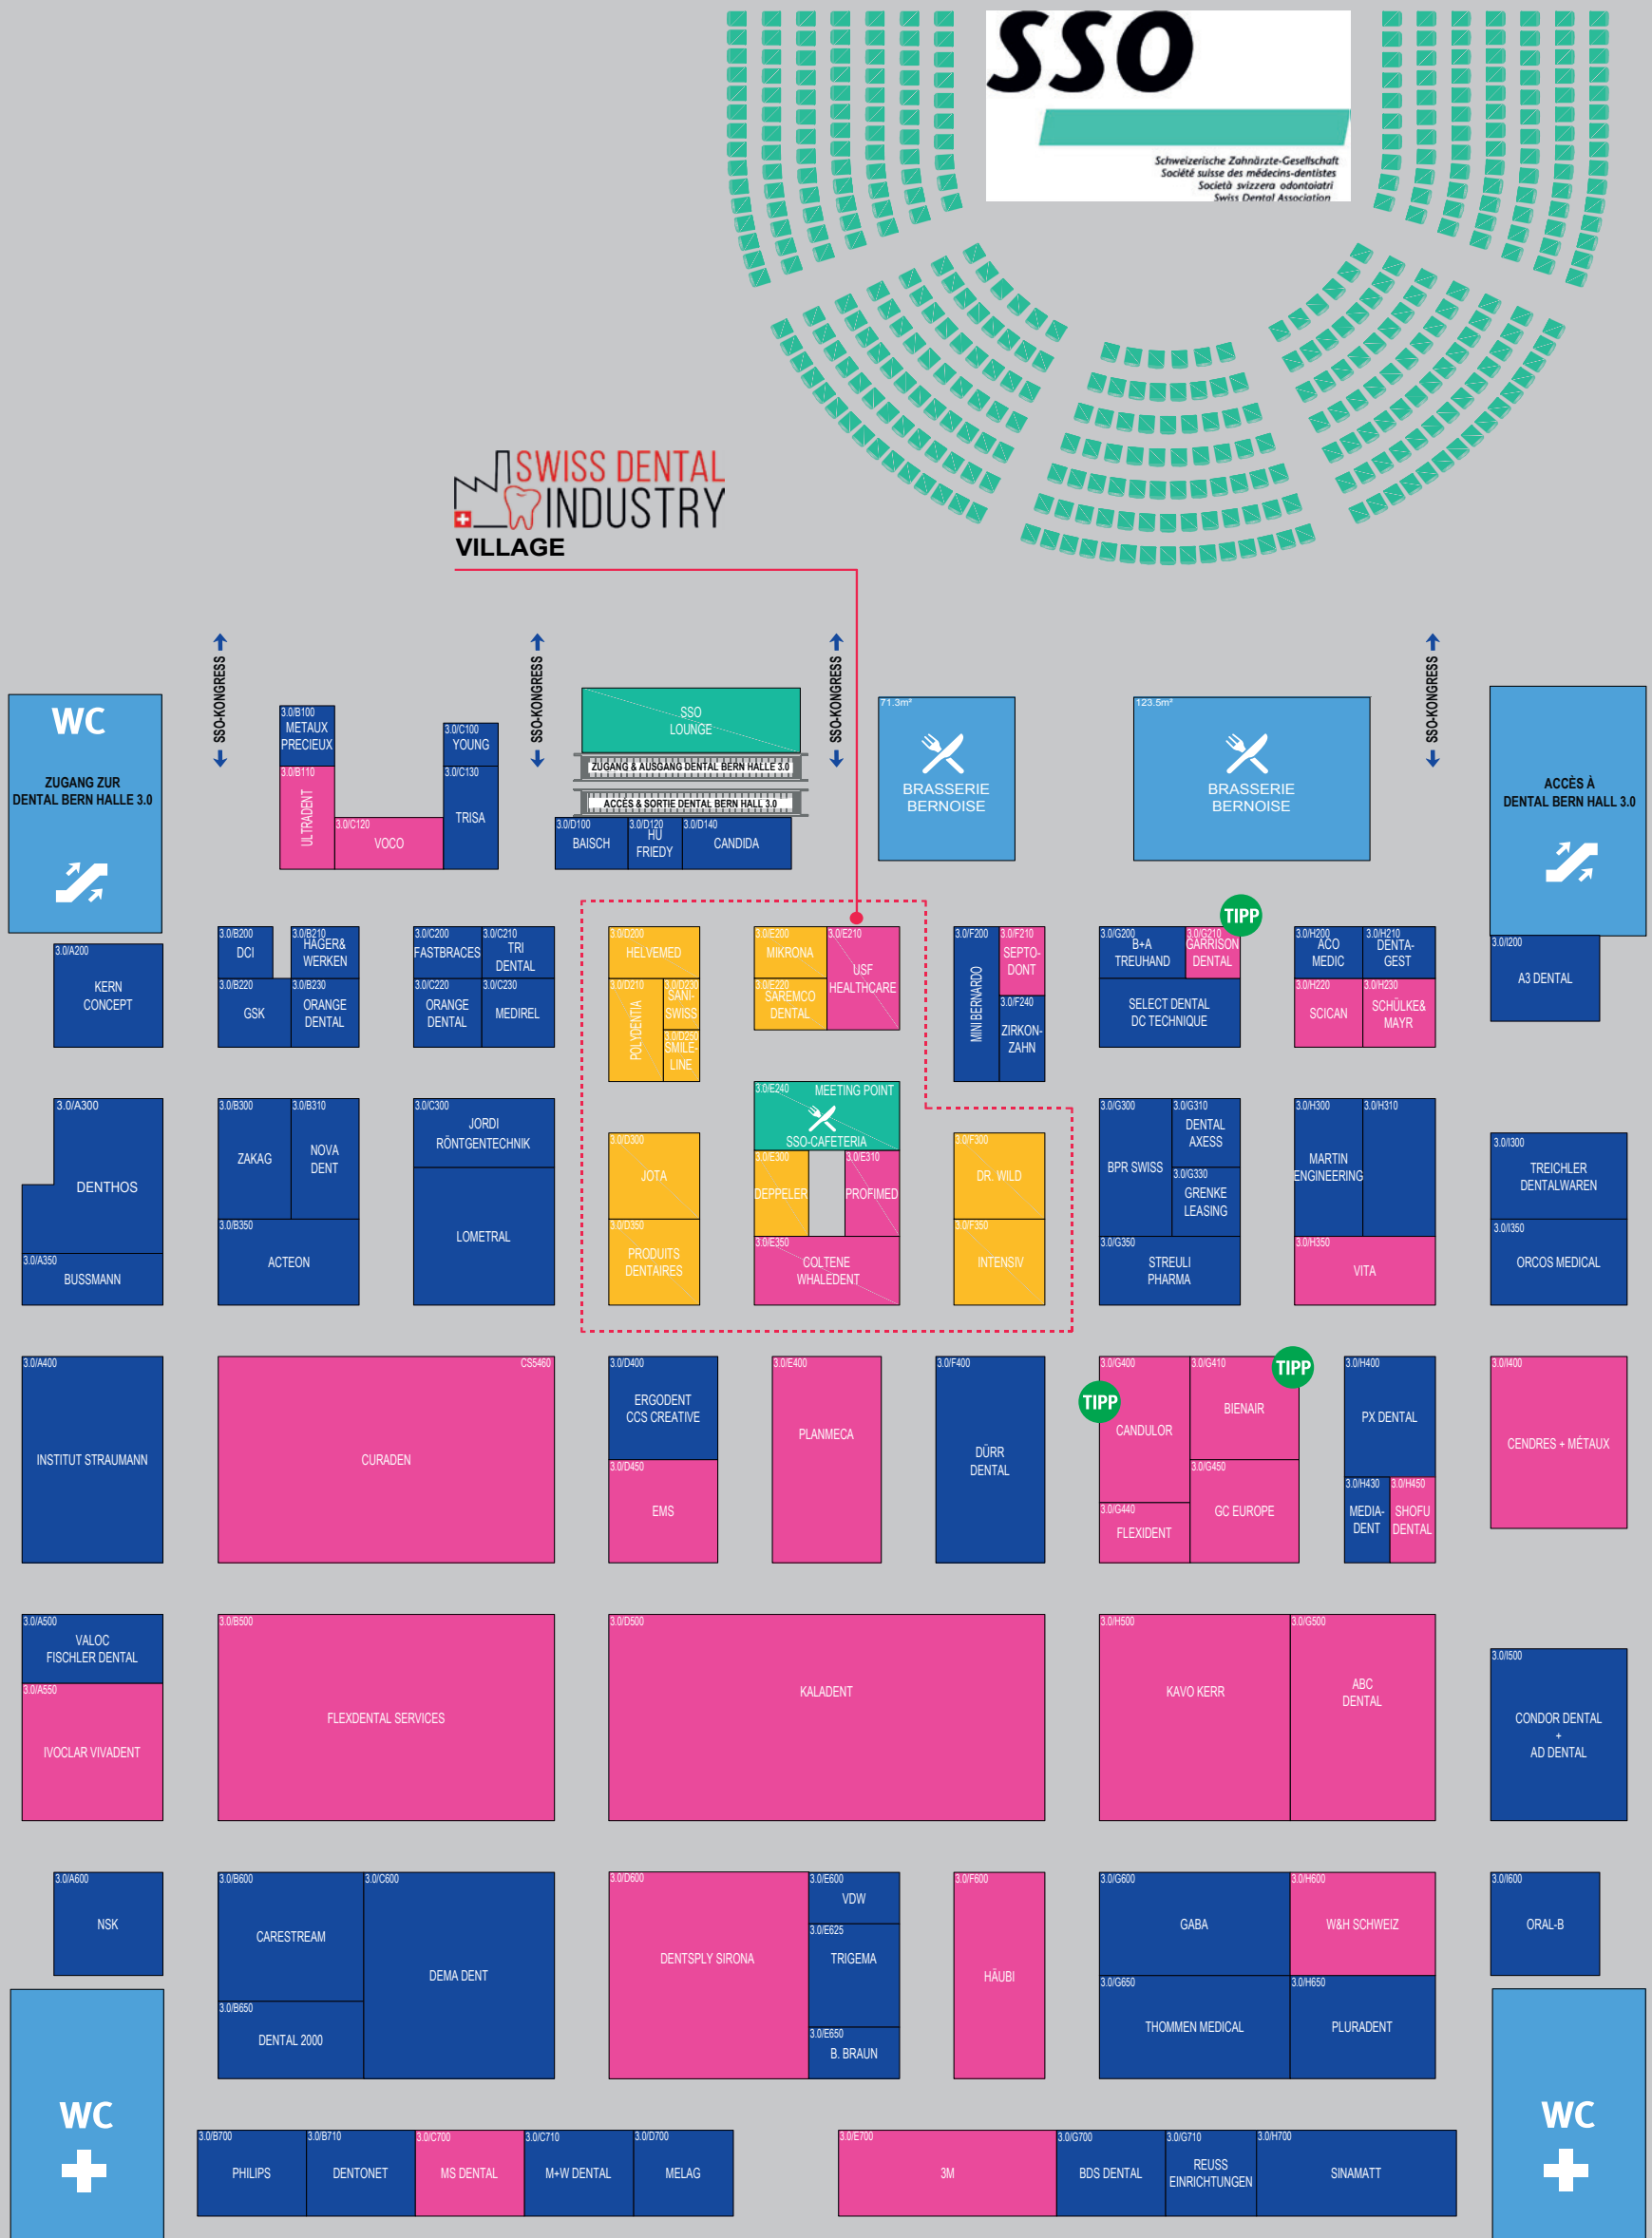 SSO
Schweizerische Zahnärzte-Gesellschaft
Société suisse des médecins-dentistes
Società svizzera odontoiatri
Swiss Dental Association
SWISS DENTAL
INDUSTRY
VILLAGE
SSO-KONGRESS
SSO-KONGRESS
SSO-KONGRESS
SSO-KONGRESS
WC
ZUGANG ZUR
DENTAL BERN HALLE 3.0
3.0/B100
METAUX
PRECIEUX
3.0/B110
ULTRADENT
3.0/C120
VOCO
3.0/C100
YOUNG
3.0/C130
TRISA
SSO
LOUNGE
ZUGANG & AUSGANG DENTAL BERN HALLE 3.0
ACCÈS & SORTIE DENTAL BERN HALL 3.0
3.0/D100
BAISCH
3.0/D120
HU
FRIEDY
3.0/D140
CANDIDA
71.3m²
BRASSERIE
BERNOISE
123.5m²
BRASSERIE
BERNOISE
ACCÈS À
DENTAL BERN HALL 3.0
3.0/A200
KERN
CONCEPT
3.0/B200
DCI
3.0/B210
HAGER&
WERKEN
3.0/B220
GSK
3.0/B230
ORANGE
DENTAL
3.0/C200
FASTBRACES
3.0/C210
TRI
DENTAL
3.0/C220
ORANGE
DENTAL
3.0/C230
MEDIREL
3.0/D200
HELVEMED
3.0/D210
POLYDENTIA
3.0/D230
SANI-
SWISS
3.0/D250
SMILE-
LINE
3.0/E200
MIKRONA
3.0/E220
SAREMCO
DENTAL
3.0/E210
USF
HEALTHCARE
3.0/F200
MINI BERNARDO
3.0/F210
SEPTO-
DONT
3.0/F240
ZIRKON-
ZAHN
3.0/G200
B+A
TREUHAND
TIPP
3.0/G210
GARRISON
DENTAL
SELECT DENTAL
DC TECHNIQUE
3.0/H200
ACO
MEDIC
3.0/H210
DENTA-
GEST
3.0/H220
SCICAN
3.0/H230
SCHÜLKE&
MAYR
3.0/I200
A3 DENTAL
3.0/A300
DENTHOS
3.0/A350
BUSSMANN
3.0/B300
ZAKAG
3.0/B310
NOVA
DENT
3.0/B350
ACTEON
3.0/C300
JORDI
RÖNTGENTECHNIK
LOMETRAL
3.0/D300
JOTA
3.0/D350
PRODUITS
DENTAIRES
3.0/E240
MEETING POINT
SSO-CAFETERIA
3.0/E300
DEPPELER
3.0/E310
PROFIMED
3.0/E350
COLTENE
WHALEDENT
3.0/F300
DR. WILD
3.0/F350
INTENSIV
3.0/G300
BPR SWISS
3.0/G310
DENTAL
AXESS
3.0/G330
GRENKE
LEASING
3.0/G350
STREULI
PHARMA
3.0/H300
MARTIN
ENGINEERING
3.0/H310
3.0/H350
VITA
3.0/I300
TREICHLER
DENTALWAREN
3.0/I350
ORCOS MEDICAL
3.0/A400
INSTITUT STRAUMANN
CS5460
CURADEN
3.0/D400
ERGODENT
CCS CREATIVE
3.0/D450
EMS
3.0/E400
PLANMECA
3.0/F400
DÜRR
DENTAL
3.0/G400
TIPP
CANDULOR
3.0/G410
TIPP
BIENAIR
3.0/G440
FLEXIDENT
3.0/G450
GC EUROPE
3.0/H400
PX DENTAL
3.0/H430
MEDIA-
DENT
3.0/H450
SHOFU
DENTAL
3.0/I400
CENDRES + MÉTAUX
3.0/A500
VALOC
FISCHLER DENTAL
3.0/A550
IVOCLAR VIVADENT
3.0/B500
FLEXDENTAL SERVICES
3.0/D500
KALADENT
3.0/H500
KAVO KERR
3.0/G500
ABC
DENTAL
3.0/I500
CONDOR DENTAL
+
AD DENTAL
3.0/A600
NSK
3.0/B600
CARESTREAM
3.0/B650
DENTAL 2000
3.0/C600
DEMA DENT
3.0/D600
DENTSPLY SIRONA
3.0/E600
VDW
3.0/E625
TRIGEMA
3.0/E650
B. BRAUN
3.0/F600
HÄUBI
3.0/G600
GABA
3.0/H600
W&H SCHWEIZ
3.0/G650
THOMMEN MEDICAL
3.0/H650
PLURADENT
3.0/I600
ORAL-B
WC
3.0/B700
PHILIPS
3.0/B710
DENTONET
3.0/C700
MS DENTAL
3.0/C710
M+W DENTAL
3.0/D700
MELAG
3.0/E700
3M
3.0/G700
BDS DENTAL
3.0/G710
REUSS
EINRICHTUNGEN
3.0/H700
SINAMATT
WC